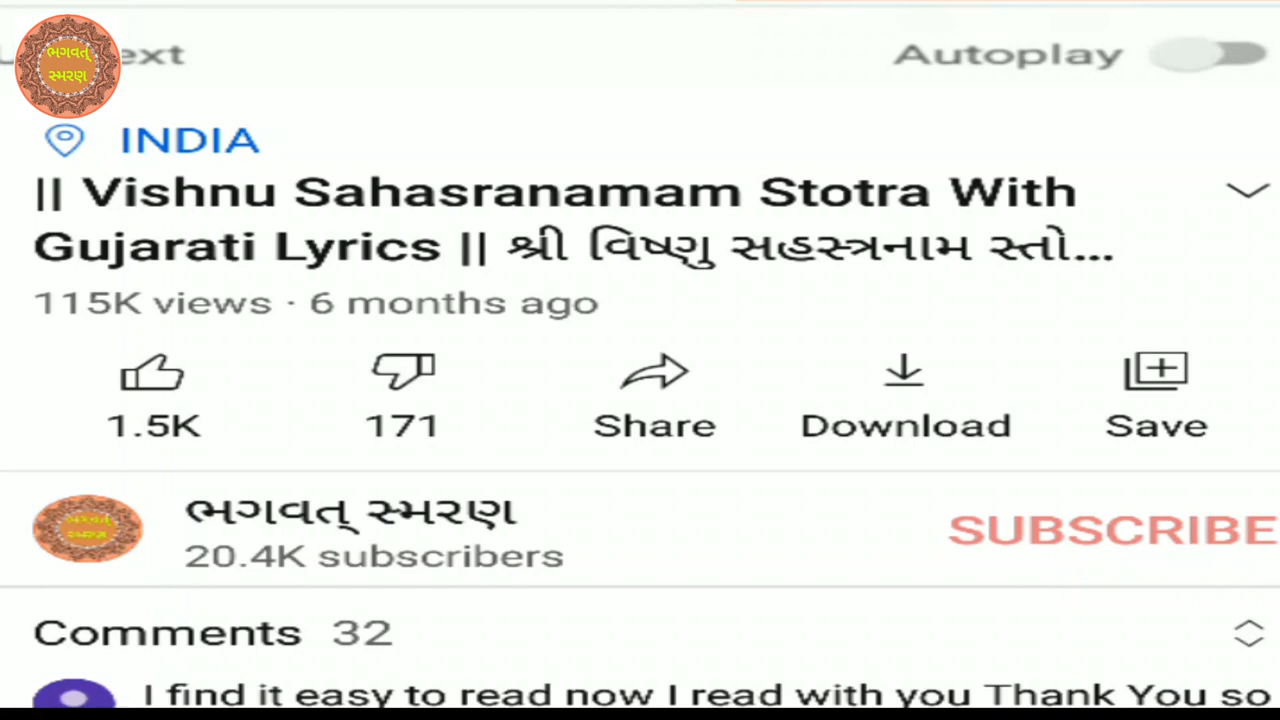 ભગવત્
સ્મરણ
ext
Autoplay
INDIA
|| Vishnu Sahasranamam Stotra With
Gujarati Lyrics || શ્રી વિષ્ણુ સહસ્ત્રનામ સ્તો...
115K views · 6 months ago
1.5K 171 Share Download Save
ભગવત્ સ્મરણ
20.4K subscribers
SUBSCRIBE
Comments 32
I find it easy to read now I read with you Thank You so